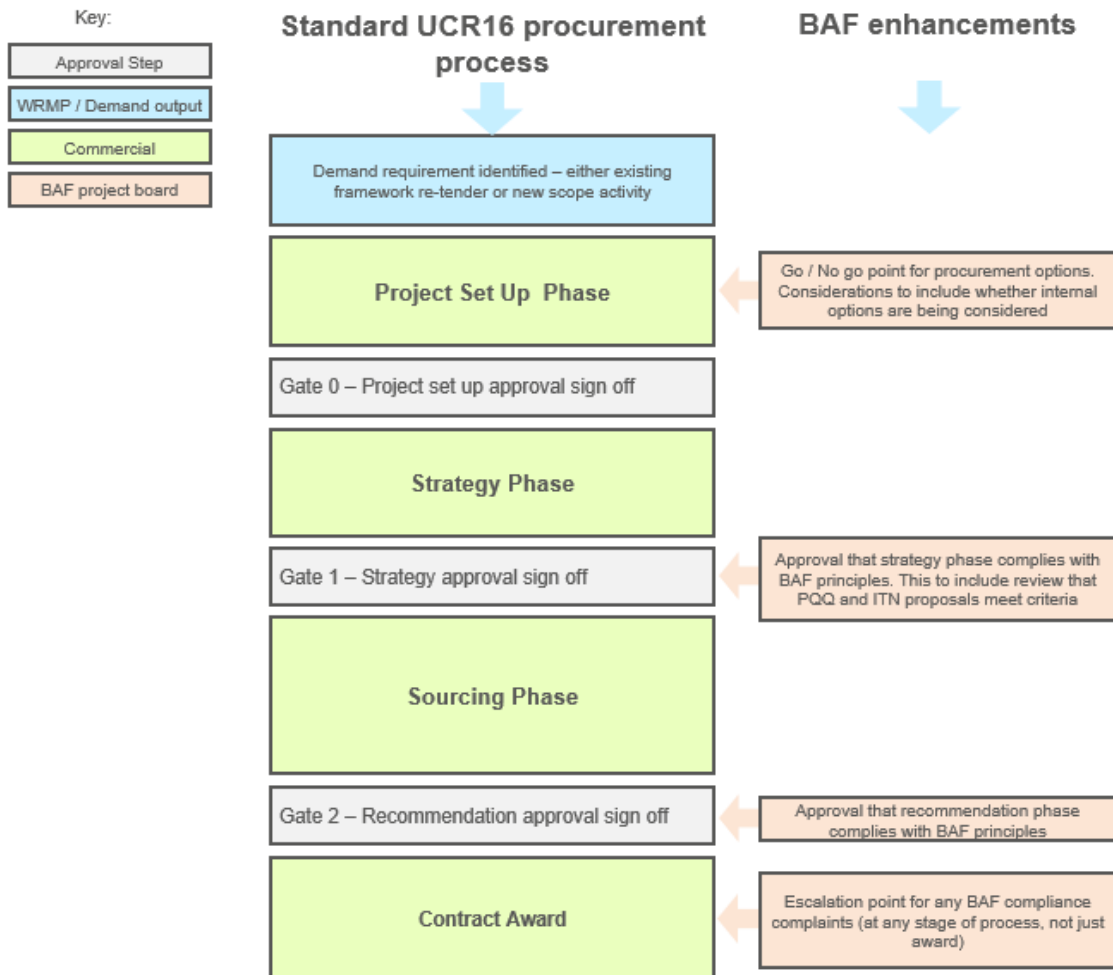 Key:
Approval Step
WRMP / Demand output
Commercial
BAF project board
Standard UCR16 procurement
process
BAF enhancements
Demand requirement identified – either existing
framework re-tender or new scope activity
Project Set Up Phase
Go / No go point for procurement options.
Considerations to include whether internal
options are being considered
Gate 0 – Project set up approval sign off
Strategy Phase
Gate 1 – Strategy approval sign off
Approval that strategy phase complies with
BAF principles. This to include review that
PQQ and ITN proposals meet criteria
Sourcing Phase
Gate 2 – Recommendation approval sign off
Approval that recommendation phase
complies with BAF principles
Contract Award
Escalation point for any BAF compliance
complaints (at any stage of process, not just
award)